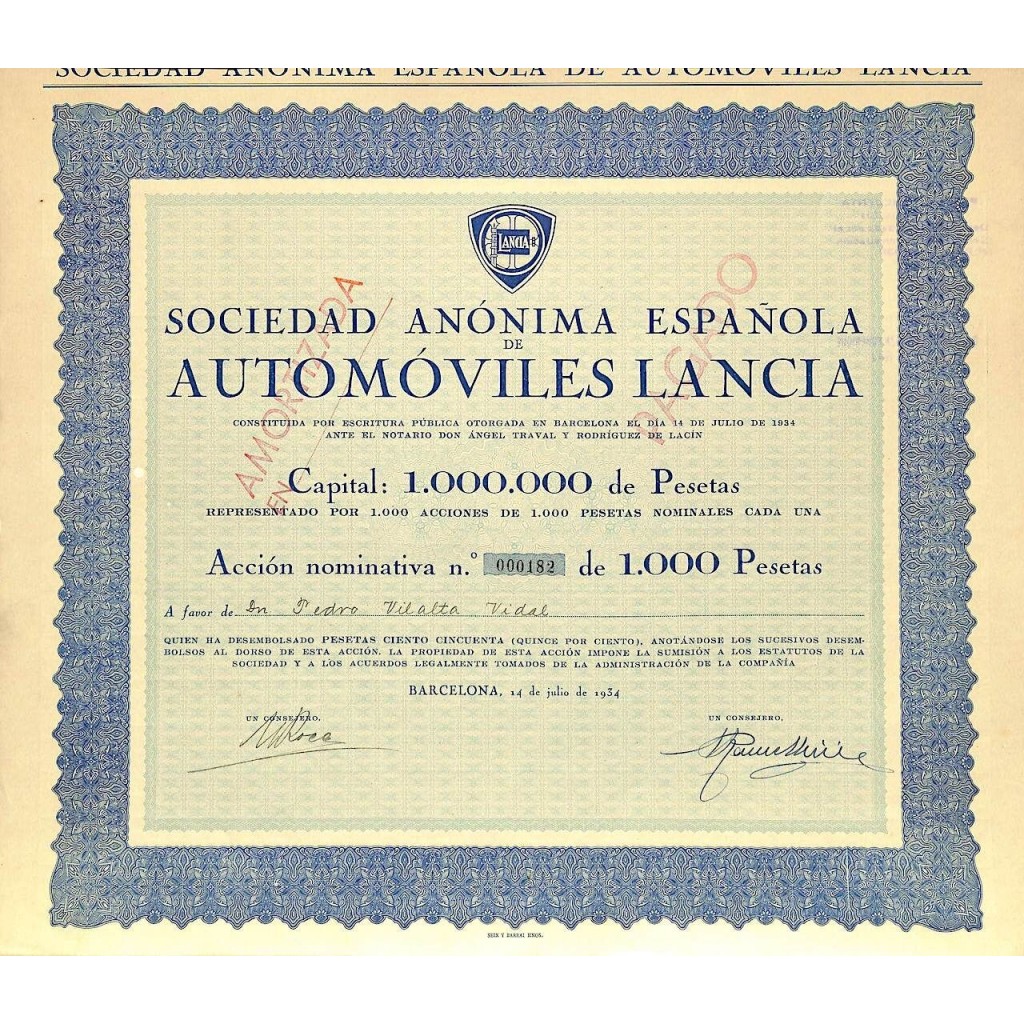 SOCIEDAD ANÓNIMA ESPAÑOLA DE AUTOMÓVILES LANCIA
LANCIA
SOCIEDAD ANÓNIMA ESPAÑOLA
DE
AUTOMÓVILES LANCIA
CONSTITUIDA POR ESCRITURA PÚBLICA OTORGADA EN BARCELONA EL DÍA 14 DE JULIO DE 1934
ANTE EL NOTARIO DON ÁNGEL TRAVAL Y RODRÍGUEZ DE LACÍN
AMORTIZADA
EN
PAGADO
Capital: 1.000.000 de Pesetas
REPRESENTADO POR 1.000 ACCIONES DE 1.000 PESETAS NOMINALES CADA UNA
Acción nominativa n.º 000182 de 1.000 Pesetas
A favor de Dn Pedro Vilalta Vidal
QUIEN HA DESEMBOLSADO PESETAS CIENTO CINCUENTA (QUINCE POR CIENTO), ANOTÁNDOSE LOS SUCESIVOS DESEM-
BOLSOS AL DORSO DE ESTA ACCIÓN. LA PROPIEDAD DE ESTA ACCIÓN IMPONE LA SUMISIÓN A LOS ESTATUTOS DE LA
SOCIEDAD Y A LOS ACUERDOS LEGALMENTE TOMADOS DE LA ADMINISTRACIÓN DE LA COMPAÑÍA
BARCELONA, 14 de julio de 1934
UN CONSEJERO, UN CONSEJERO,
Roca